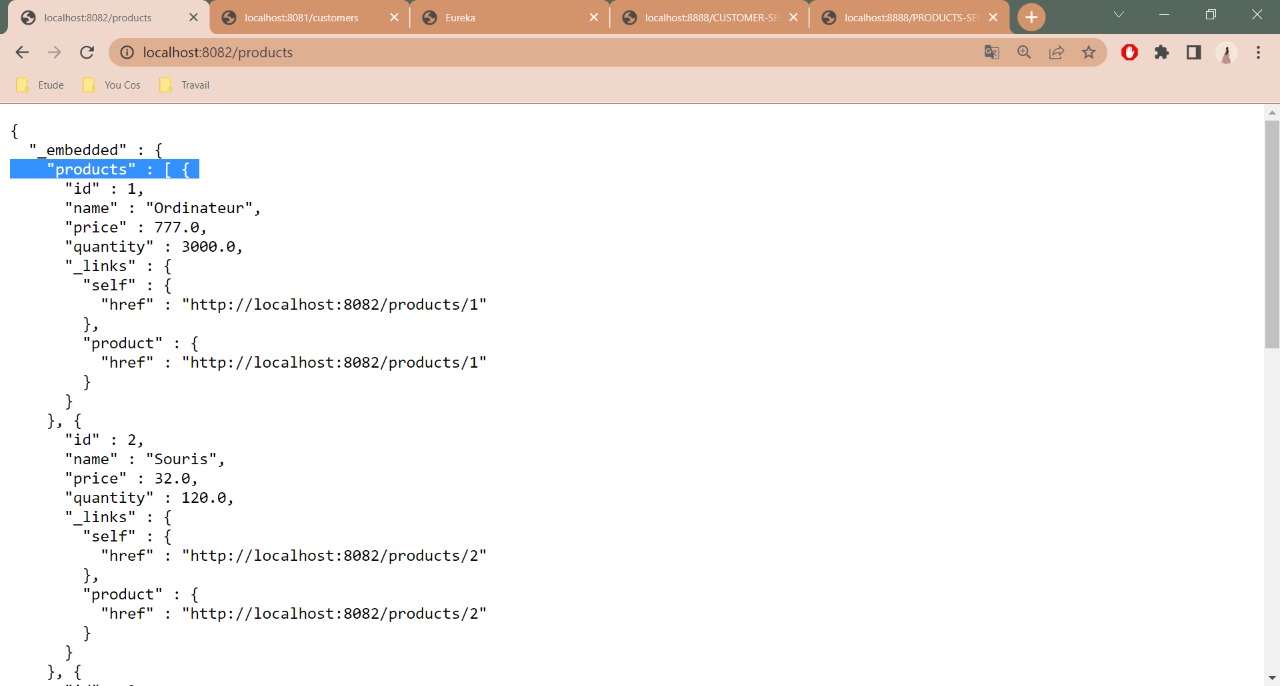 localhost:8082/products
localhost:8081/customers
Eureka
localhost:8888/CUSTOMER-SE
localhost:8888/PRODUCTS-SE
localhost:8082/products
Etude
You Cos
Travail
{
  "_embedded" : {
    "products" : [ {
      "id" : 1,
      "name" : "Ordinateur",
      "price" : 777.0,
      "quantity" : 3000.0,
      "_links" : {
        "self" : {
          "href" : "http://localhost:8082/products/1"
        },
        "product" : {
          "href" : "http://localhost:8082/products/1"
        }
      }
    }, {
      "id" : 2,
      "name" : "Souris",
      "price" : 32.0,
      "quantity" : 120.0,
      "_links" : {
        "self" : {
          "href" : "http://localhost:8082/products/2"
        },
        "product" : {
          "href" : "http://localhost:8082/products/2"
        }
      }
    }, {